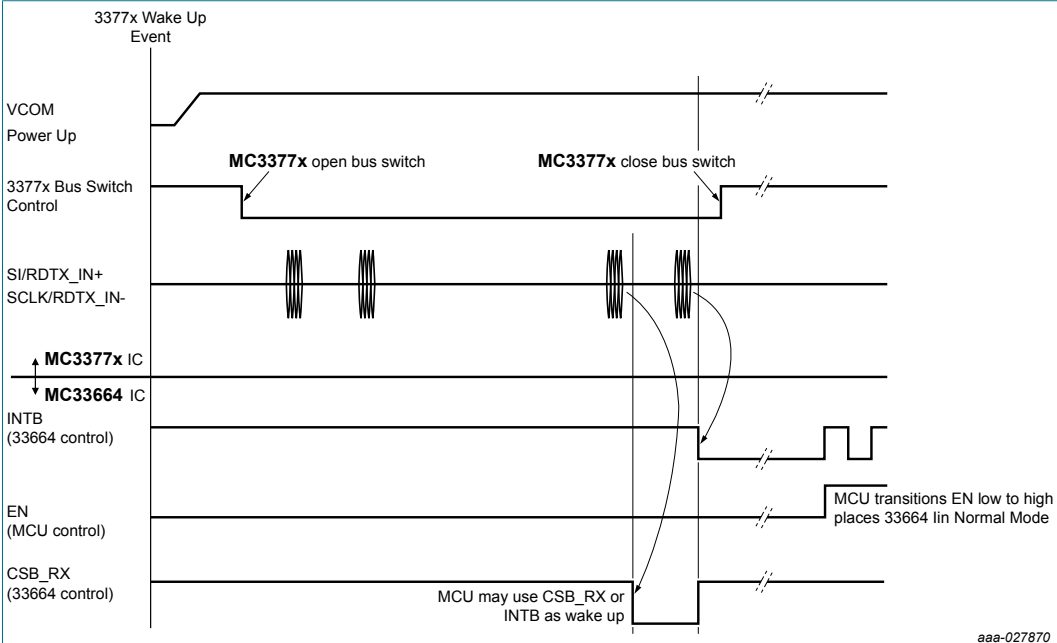 3377x Wake Up
Event
VCOM
Power Up
MC3377x open bus switch
MC3377x close bus switch
3377x Bus Switch
Control
SI/RDTX_IN+
SCLK/RDTX_IN-
MC3377x IC
MC33664 IC
INTB
(33664 control)
EN
(MCU control)
MCU transitions EN low to high
places 33664 Iin Normal Mode
CSB_RX
(33664 control)
MCU may use CSB_RX or
INTB as wake up
aaa-027870